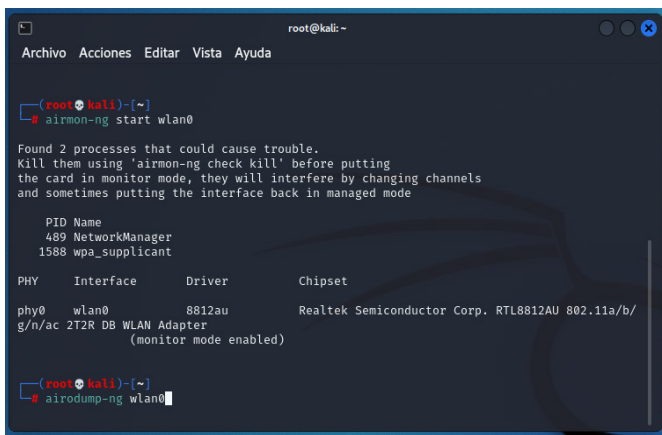 root@kali: ~
Archivo Acciones Editar Vista Ayuda
┌──(root💀kali)-[~]
└─# airmon-ng start wlan0
Found 2 processes that could cause trouble.
Kill them using 'airmon-ng check kill' before putting
the card in monitor mode, they will interfere by changing channels
and sometimes putting the interface back in managed mode
PID Name
489 NetworkManager
1588 wpa_supplicant
PHY Interface Driver Chipset
phy0 wlan0 8812au Realtek Semiconductor Corp. RTL8812AU 802.11a/b/
g/n/ac 2T2R DB WLAN Adapter
(monitor mode enabled)
┌──(root💀kali)-[~]
└─# airodump-ng wlan0